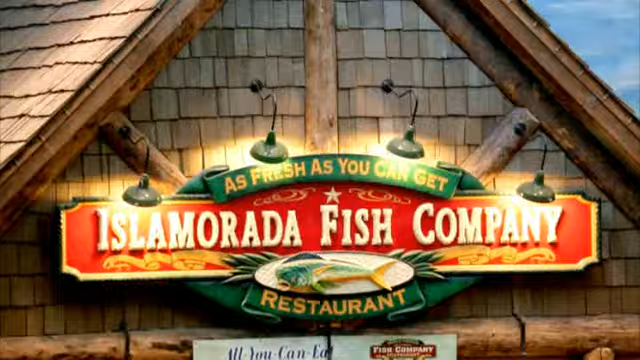 AS FRESH AS YOU CAN GET
ISLAMORADA FISH COMPANY
RESTAURANT
All-You-Can-Eat
FISH COMPANY